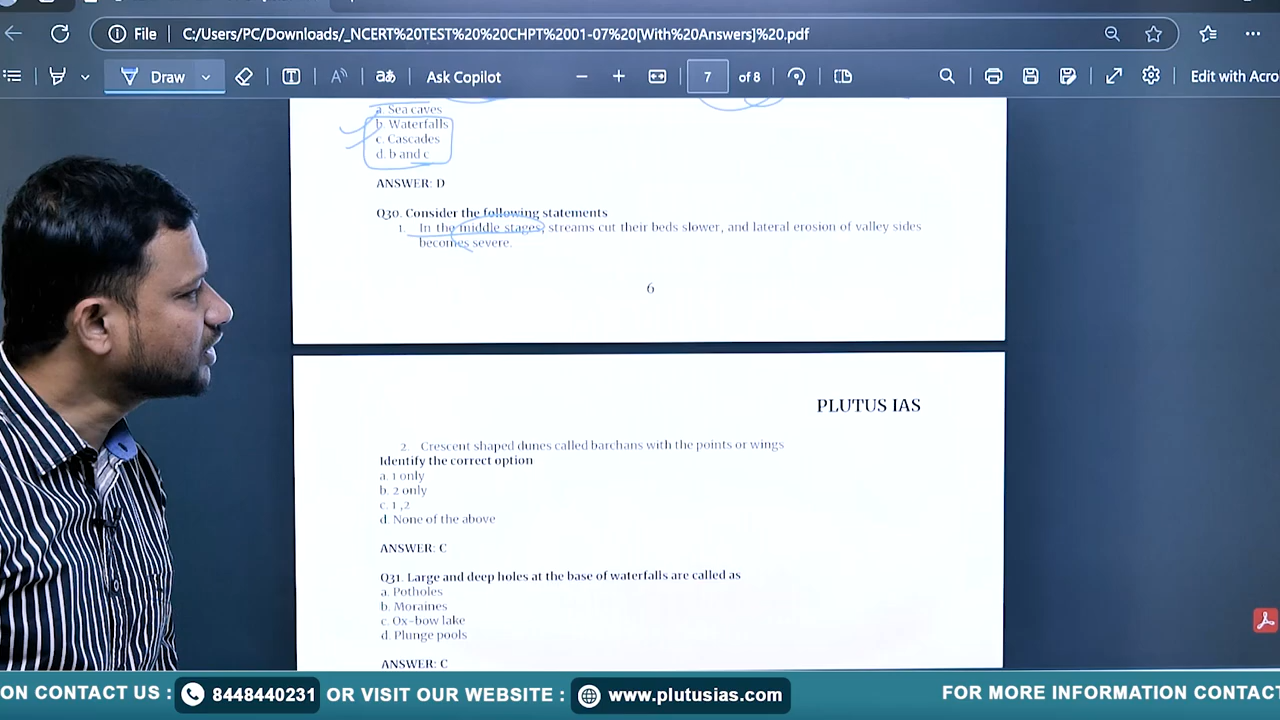 File C:/Users/PC/Downloads/_NCERT%20TEST%20%20CHPT%2001-07%20[With%20Answers]%20.pdf
Draw Ask Copilot 7 of 8 Edit with Acro
a. Sea caves
b. Waterfalls
c. Cascades
d. b and c
ANSWER: D
Q30. Consider the following statements
1. In the middle stages, streams cut their beds slower, and lateral erosion of valley sides
becomes severe.
6
PLUTUS IAS
2. Crescent shaped dunes called barchans with the points or wings
Identify the correct option
a. 1 only
b. 2 only
c. 1 ,2
d. None of the above
ANSWER: C
Q31. Large and deep holes at the base of waterfalls are called as
a. Potholes
b. Moraines
c. Ox-bow lake
d. Plunge pools
ANSWER: C
ON CONTACT US : 8448440231 OR VISIT OUR WEBSITE : www.plutusias.com FOR MORE INFORMATION CONTACT